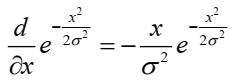 d/∂x e^{-x²/2σ²} = -x/σ² e^{-x²/2σ²}